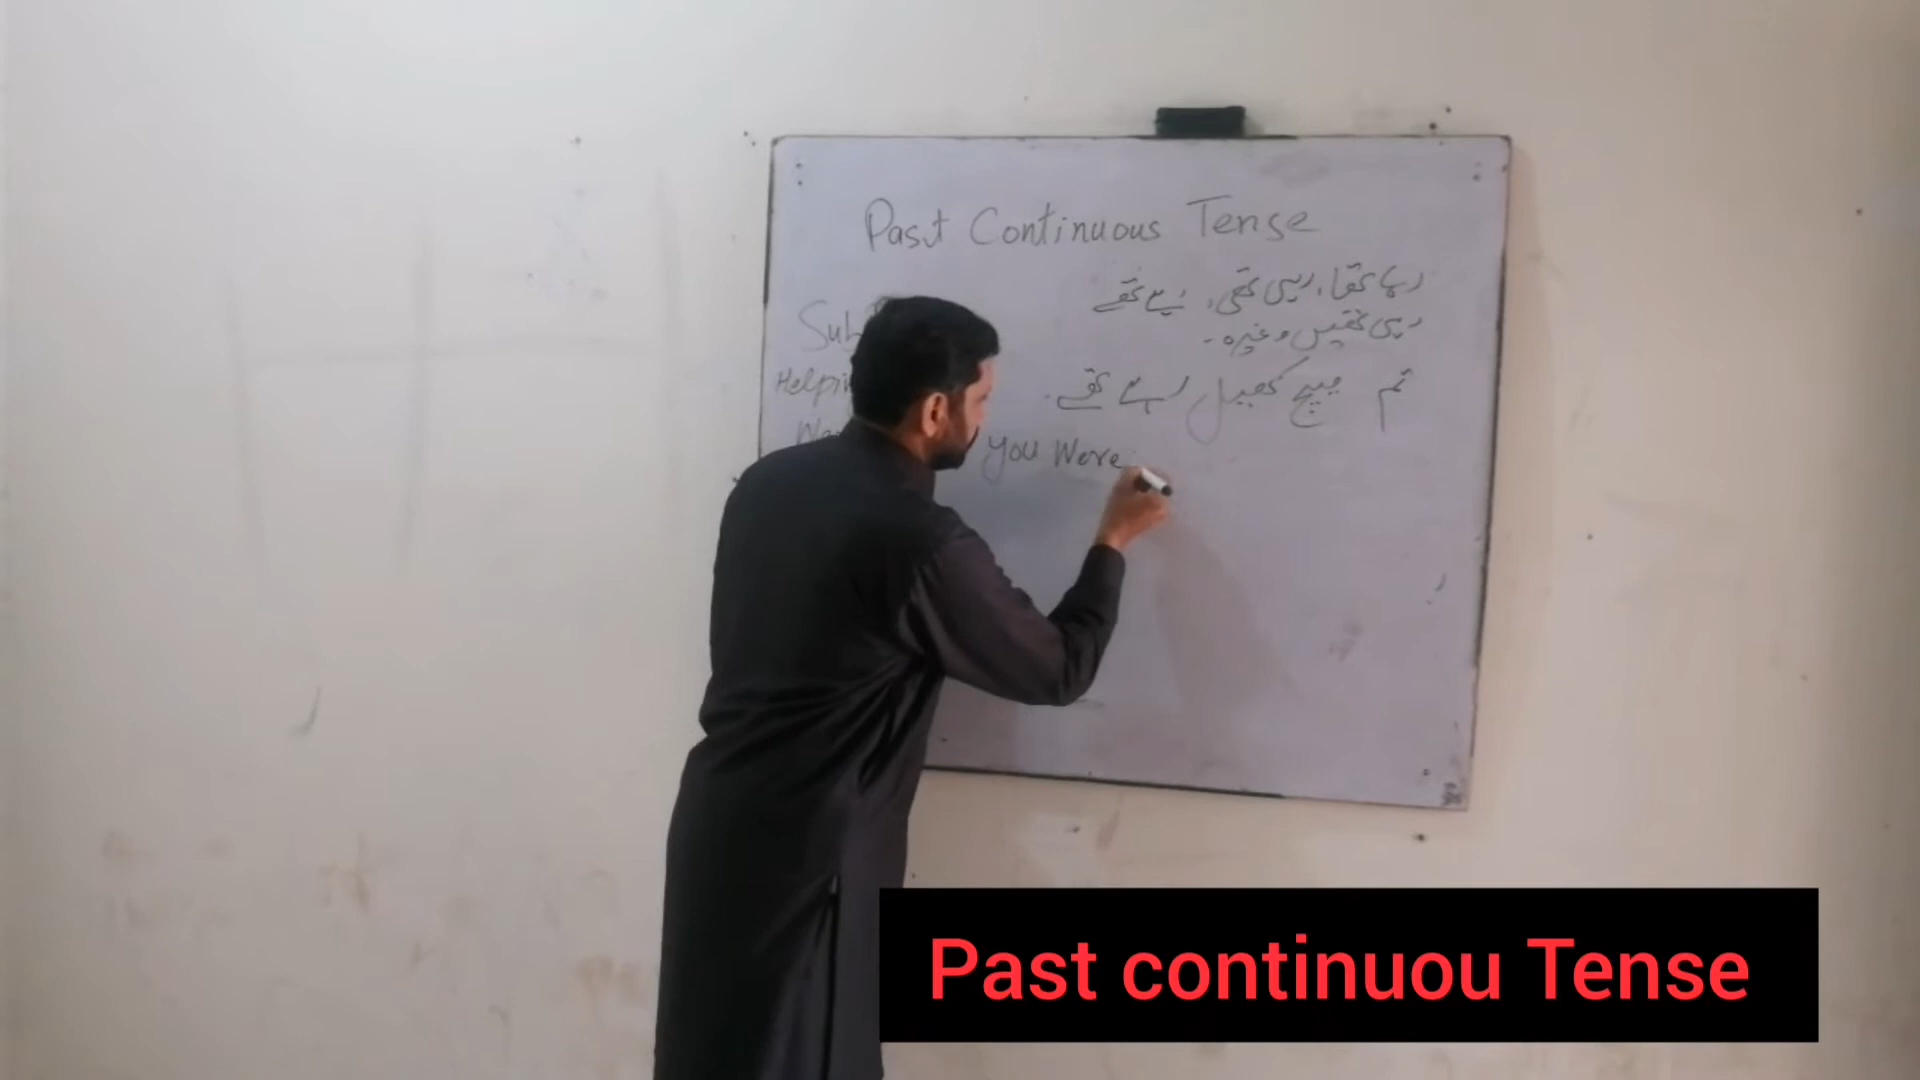 Past Continuous Tense
رہا تھا، رہی تھی، رہے تھے
رہی تھیں وغیرہ۔
Helpin
تم میچ کھیل رہے تھے۔
you Were
Past continuou Tense